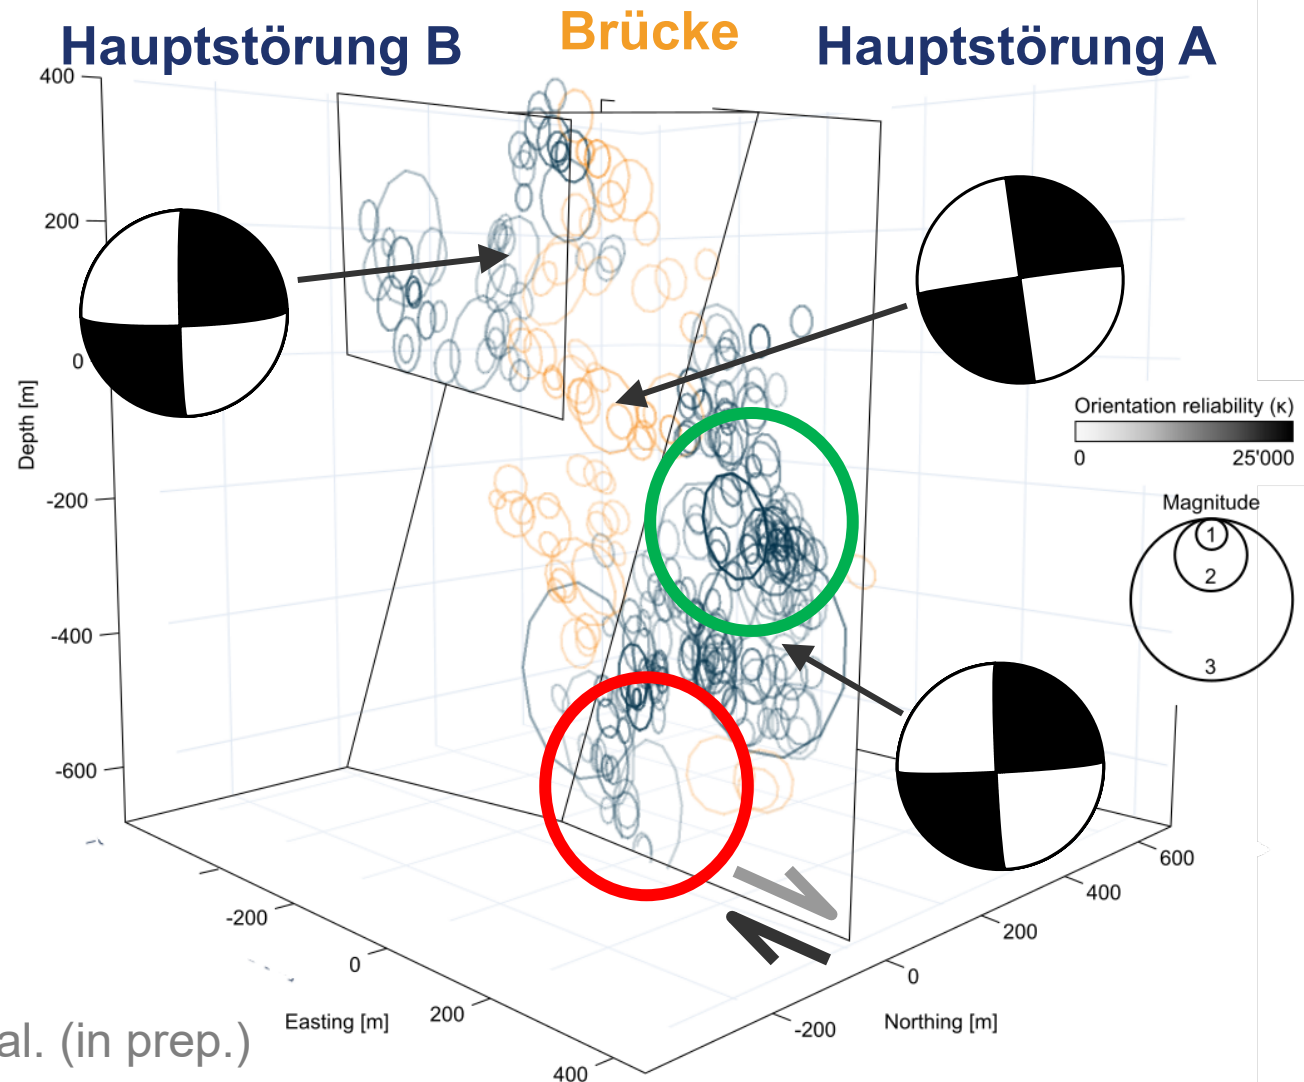 Brücke
Hauptstörung B
Hauptstörung A
400
200
0
-200
-400
-600
Depth [m]
Orientation reliability (κ)
0
25'000
Magnitude
1
2
3
-200
0
200
400
Easting [m]
-200
0
200
400
600
Northing [m]
al. (in prep.)